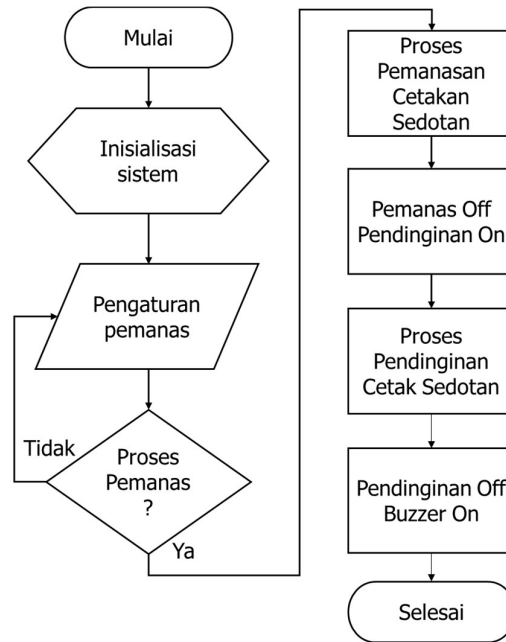 Mulai
Inisialisasi
sistem
Pengaturan
pemanas
Tidak
Proses
Pemanas
?
Ya
Proses
Pemanasan
Cetakan
Sedotan
Pemanas Off
Pendinginan On
Proses
Pendinginan
Cetak Sedotan
Pendinginan Off
Buzzer On
Selesai